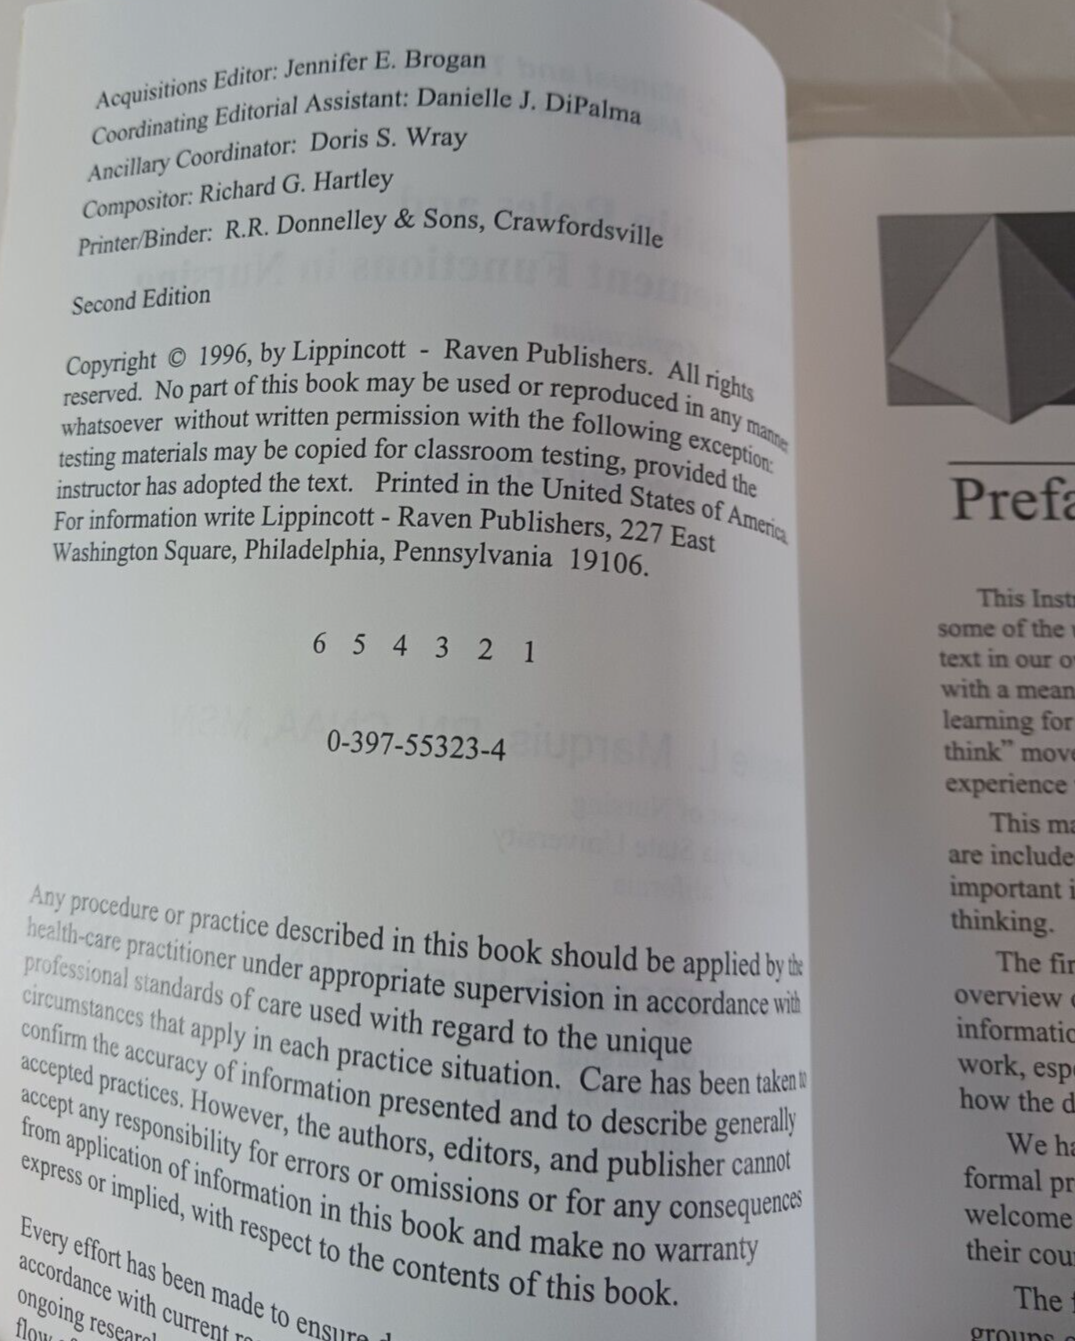 Acquisitions Editor: Jennifer E. Brogan
Coordinating Editorial Assistant: Danielle J. DiPalma
Ancillary Coordinator: Doris S. Wray
Compositor: Richard G. Hartley
Printer/Binder: R.R. Donnelley & Sons, Crawfordsville
Second Edition
Copyright © 1996, by Lippincott - Raven Publishers. All rights
reserved. No part of this book may be used or reproduced in any manner
whatsoever without written permission with the following exception:
testing materials may be copied for classroom testing, provided the
instructor has adopted the text. Printed in the United States of America.
For information write Lippincott - Raven Publishers, 227 East
Washington Square, Philadelphia, Pennsylvania 19106.
6 5 4 3 2 1
0-397-55323-4
Any procedure or practice described in this book should be applied by the
health-care practitioner under appropriate supervision in accordance with
professional standards of care used with regard to the unique
circumstances that apply in each practice situation. Care has been taken to
confirm the accuracy of information presented and to describe generally
accepted practices. However, the authors, editors, and publisher cannot
accept any responsibility for errors or omissions or for any consequences
from application of information in this book and make no warranty
express or implied, with respect to the contents of this book.
Every effort has been made to ensure
accordance with current
ongoing
flow
Prefa
This Inst
some of the
text in our o
with a mean
learning for
think" mov
experience
This ma
are include
important i
thinking.
The fir
overview
informatio
work, esp
how the d
We ha
formal pr
welcome
their cou
The
groups